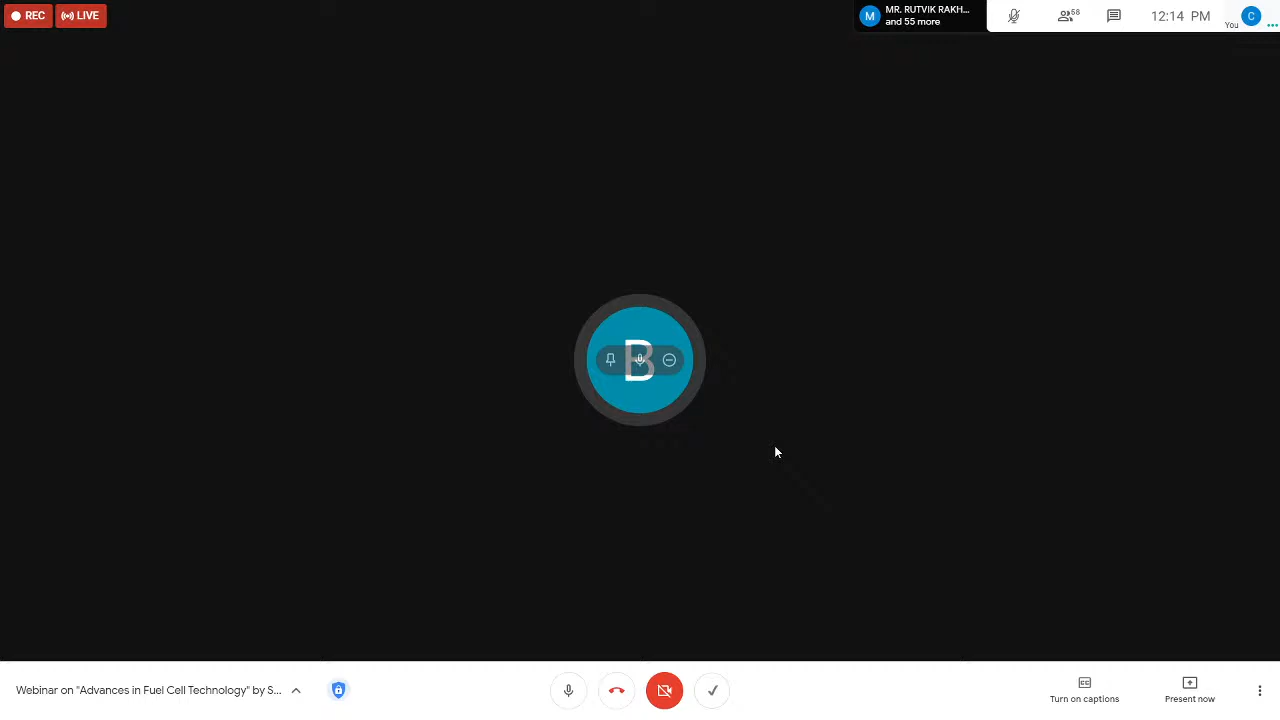 REC
LIVE
M
MR. RUTVIK RAKH...
and 55 more
58
12:14 PM
You
C
B
Webinar on "Advances in Fuel Cell Technology" by S...
Turn on captions
Present now